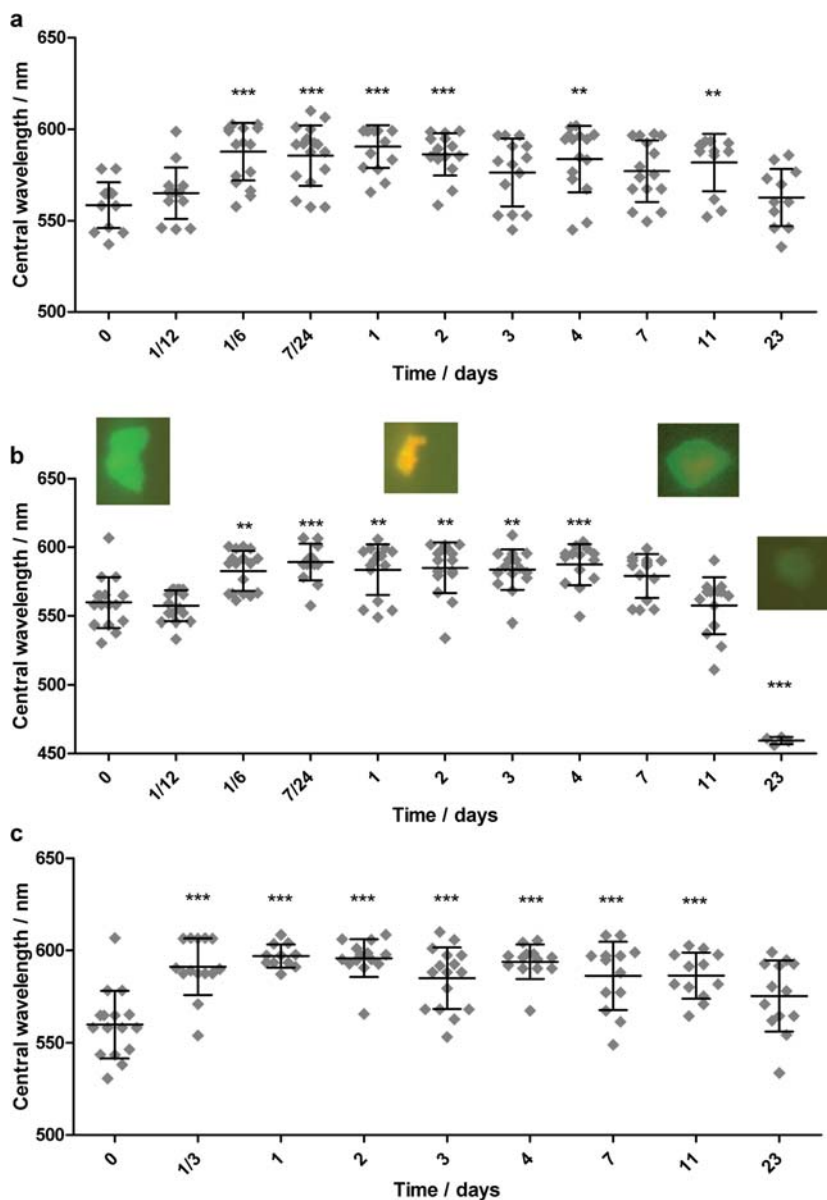 a
650
600
550
500
Central wavelength / nm
*** *** *** *** ** **
0 1/12 1/6 7/24 1 2 3 4 7 11 23
Time / days
b
650
600
550
500
450
Central wavelength / nm
** *** ** ** ** *** ***
0 1/12 1/6 7/24 1 2 3 4 7 11 23
Time / days
c
650
600
550
500
Central wavelength / nm
*** *** *** *** *** *** ***
0 1/3 1 2 3 4 7 11 23
Time / days